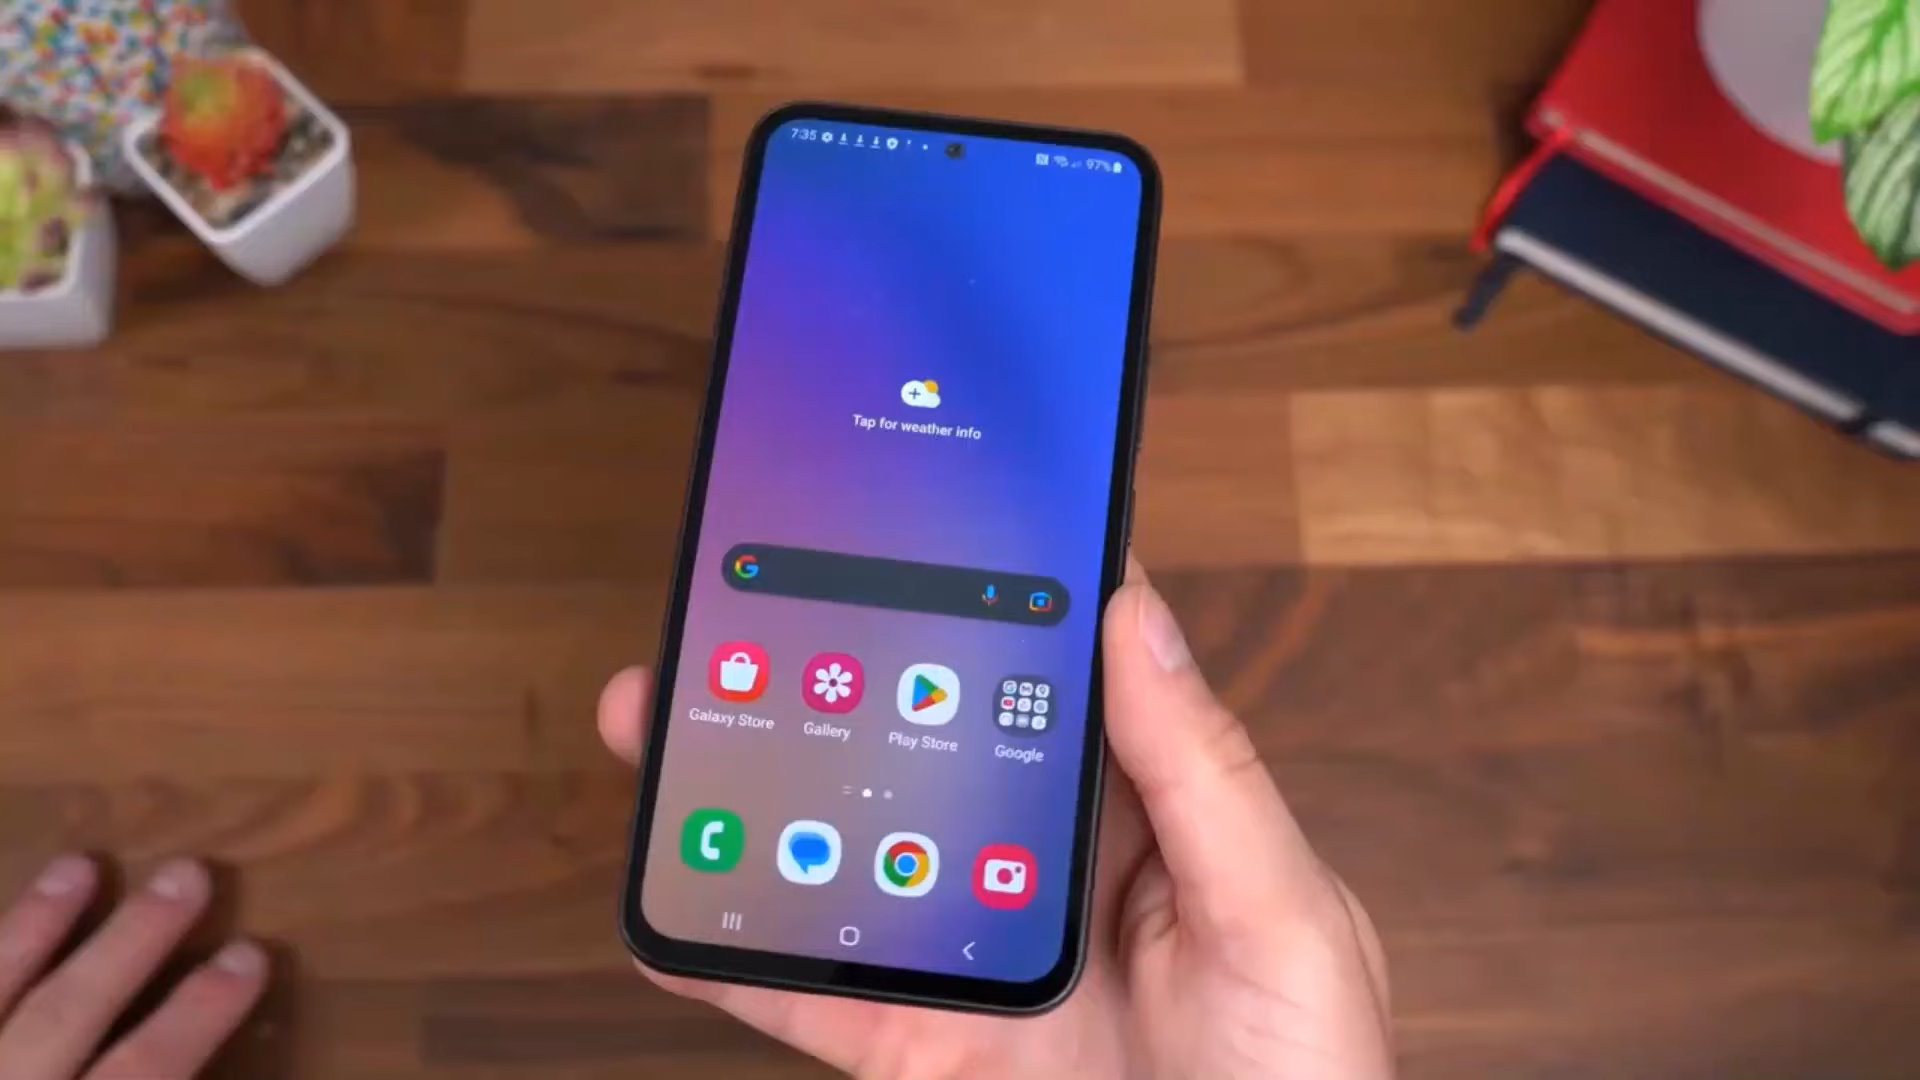 7:35
97%
Tap for weather info
Galaxy Store
Gallery
Play Store
Google